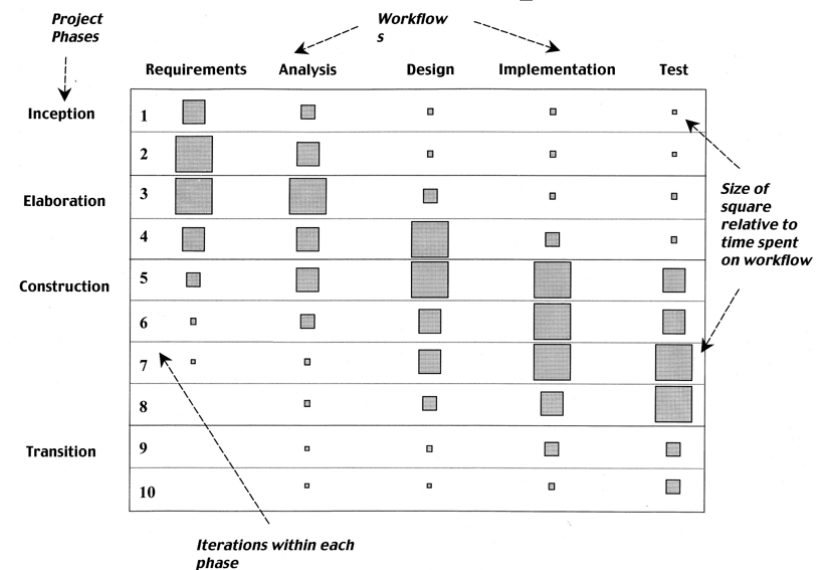 Project
Phases
Workflow
s
Requirements Analysis Design Implementation Test
Inception 1
2
Elaboration 3
4
Construction 5
6
7
8
Transition 9
10
Size of
square
relative to
time spent
on workflow
Iterations within each
phase